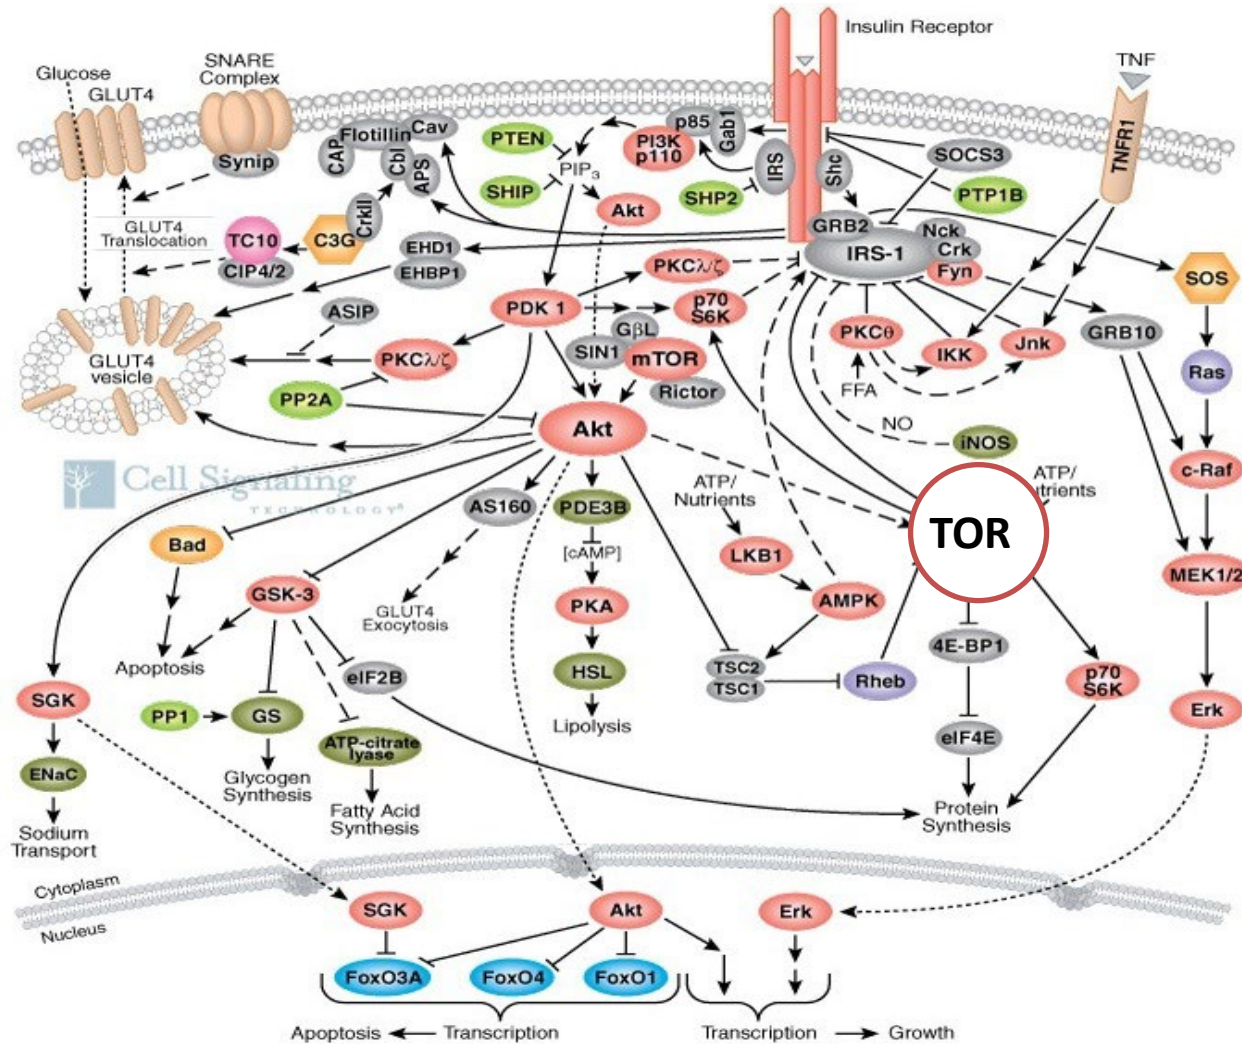 Insulin Receptor
TNF
SNARE
Complex
Glucose
GLUT4
Synip
Flotillin
Cav
CAP
Cbl
APS
CrkII
PTEN
SHIP
PIP3
p85
Gab1
PI3K
p110
IRS
Shc
SHP2
Akt
TNFR1
SOCS3
PTP1B
GLUT4
Translocation
TC10
CIP4/2
C3G
EHD1
EHBP1
GRB2
IRS-1
Nck
Crk
Fyn
SOS
PKCλ/ζ
PDK 1
p70
S6K
GβL
SIN1
mTOR
Rictor
PKCθ
FFA
IKK
Jnk
GRB10
Ras
ASIP
GLUT4
vesicle
PKCλ/ζ
PP2A
Akt
NO
iNOS
c-Raf
Cell Signaling
TECHNOLOGY®
AS160
PDE3B
[cAMP]
ATP/
Nutrients
TOR
ATP/
trients
Bad
LKB1
MEK1/2
GSK-3
GLUT4
Exocytosis
PKA
AMPK
Apoptosis
eIF2B
HSL
TSC2
TSC1
Rheb
4E-BP1
p70
S6K
SGK
PP1
GS
Lipolysis
Erk
ATP-citrate
lyase
eIF4E
ENaC
Glycogen
Synthesis
Fatty Acid
Synthesis
Protein
Synthesis
Sodium
Transport
Cytoplasm
Nucleus
SGK
Akt
Erk
FoxO3A
FoxO4
FoxO1
Apoptosis
Transcription
Transcription
Growth